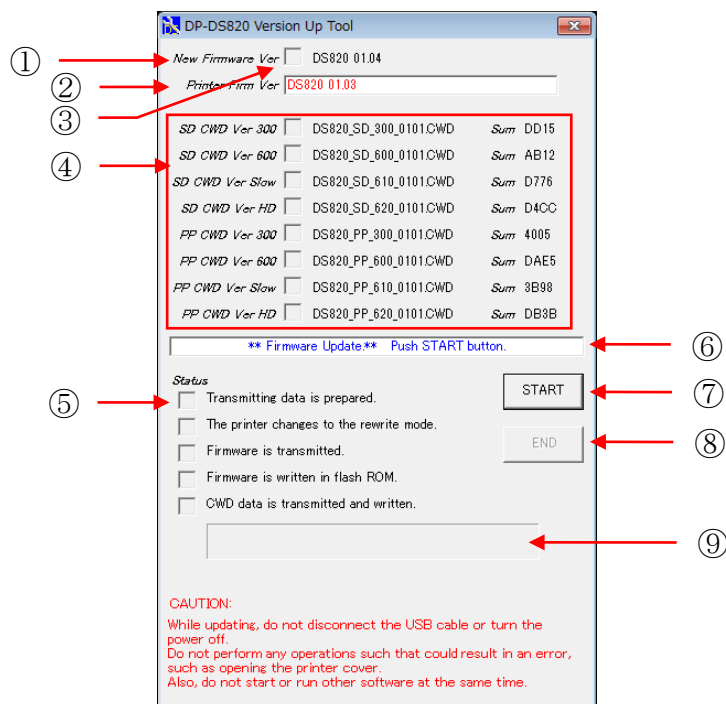 DP-DS820 Version Up Tool
① New Firmware Ver DS820 01.04
② Printer Firm Ver DS820 01.03
③
④
SD CWD Ver 300 DS820_SD_300_0101.CWD Sum DD15
SD CWD Ver 600 DS820_SD_600_0101.CWD Sum AB12
SD CWD Ver Slow DS820_SD_610_0101.CWD Sum D776
SD CWD Ver HD DS820_SD_620_0101.CWD Sum D4CC
PP CWD Ver 300 DS820_PP_300_0101.CWD Sum 4005
PP CWD Ver 600 DS820_PP_600_0101.CWD Sum DAE5
PP CWD Ver Slow DS820_PP_610_0101.CWD Sum 3B98
PP CWD Ver HD DS820_PP_620_0101.CWD Sum DB3B
** Firmware Update.** Push START button. ⑥
Status
⑤ Transmitting data is prepared. START ⑦
The printer changes to the rewrite mode.
Firmware is transmitted. END ⑧
Firmware is written in flash ROM.
CWD data is transmitted and written.
⑨
CAUTION:
While updating, do not disconnect the USB cable or turn the
power off.
Do not perform any operations such that could result in an error,
such as opening the printer cover.
Also, do not start or run other software at the same time.